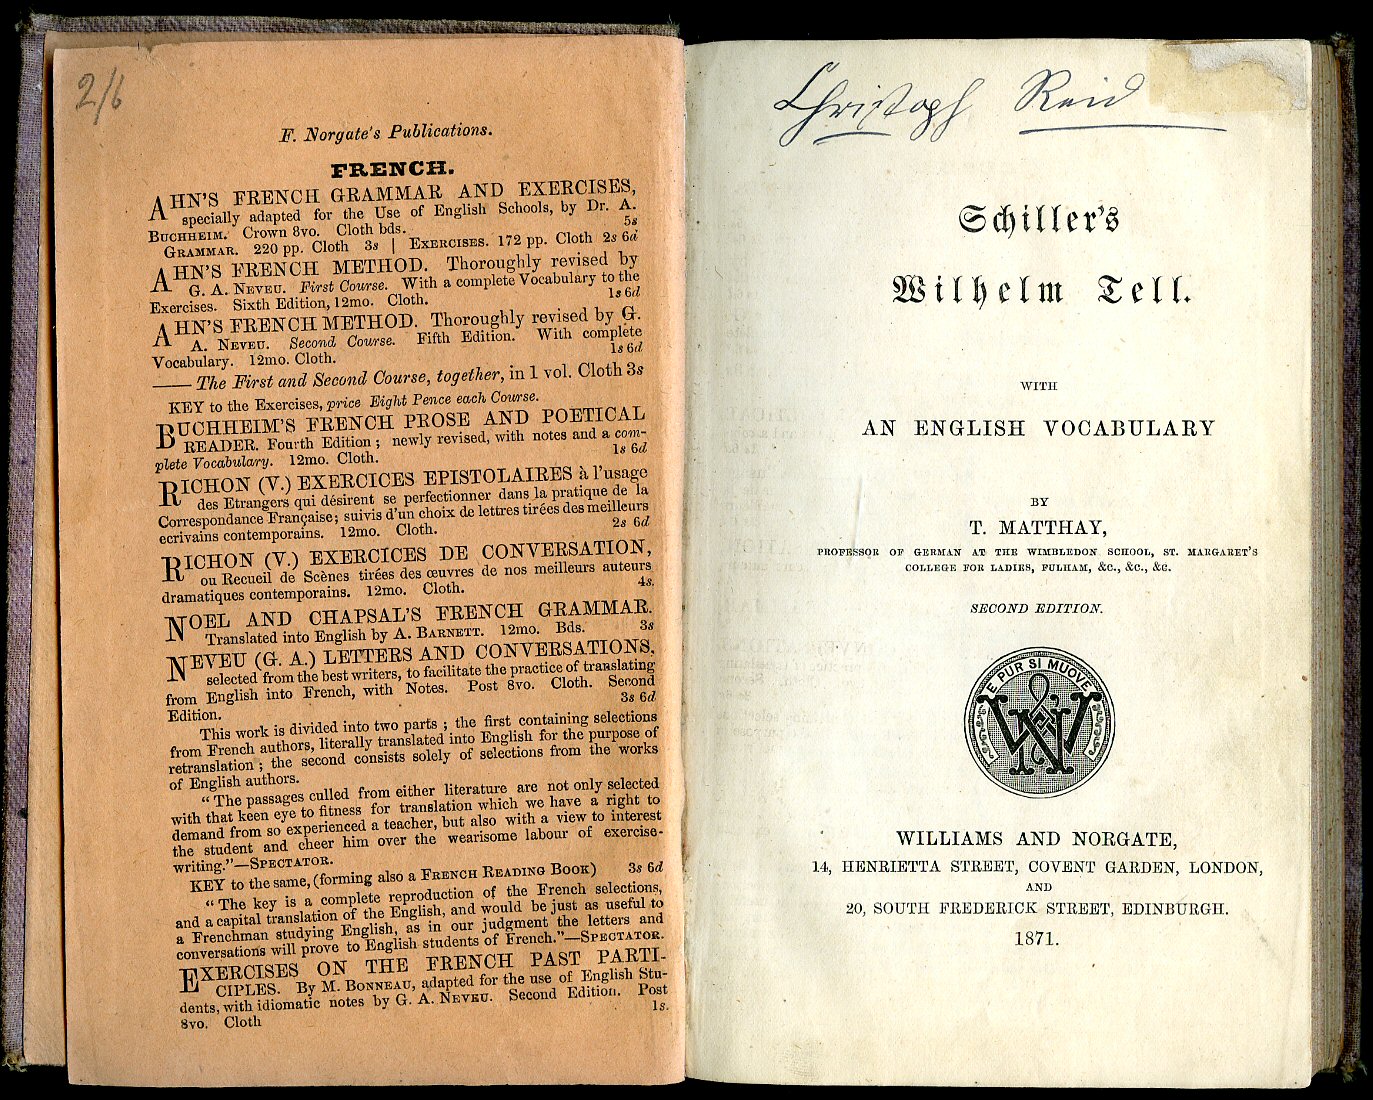 2/6
F. Norgate's Publications.
FRENCH.
AHN'S FRENCH GRAMMAR AND EXERCISES,
specially adapted for the Use of English Schools, by Dr. A.
BUCHHEIM. Crown 8vo. Cloth bds. 5s
GRAMMAR. 220 pp. Cloth 3s | EXERCISES. 172 pp. Cloth 2s 6d
AHN'S FRENCH METHOD. Thoroughly revised by
G. A. NEVEU. First Course. With a complete Vocabulary to the
Exercises. Sixth Edition, 12mo. Cloth. 1s 6d
AHN'S FRENCH METHOD. Thoroughly revised by G.
A. NEVEU. Second Course. Fifth Edition. With complete
Vocabulary. 12mo. Cloth. 1s 6d
—— The First and Second Course, together, in 1 vol. Cloth 3s
KEY to the Exercises, price Eight Pence each Course.
BUCHHEIM'S FRENCH PROSE AND POETICAL
READER. Fourth Edition; newly revised, with notes and a com-
plete Vocabulary. 12mo. Cloth. 1s 6d
RICHON (V.) EXERCICES EPISTOLAIRES à l'usage
des Etrangers qui désirent se perfectionner dans la pratique de la
Correspondance Française; suivis d'un choix de lettres tirées des meilleurs
ecrivains contemporains. 12mo. Cloth. 2s 6d
RICHON (V.) EXERCICES DE CONVERSATION,
ou Recueil de Scènes tirées des œuvres de nos meilleurs auteurs
dramatiques contemporains. 12mo. Cloth. 4s.
NOEL AND CHAPSAL'S FRENCH GRAMMAR.
Translated into English by A. BARNETT. 12mo. Bds. 3s
NEVEU (G. A.) LETTERS AND CONVERSATIONS,
selected from the best writers, to facilitate the practice of translating
from English into French, with Notes. Post 8vo. Cloth. Second
Edition. 3s 6d
This work is divided into two parts; the first containing selections
from French authors, literally translated into English for the purpose of
retranslation; the second consists solely of selections from the works
of English authors.
"The passages culled from either literature are not only selected
with that keen eye to fitness for translation which we have a right to
demand from so experienced a teacher, but also with a view to interest
the student and cheer him over the wearisome labour of exercise-
writing."—SPECTATOR.
KEY to the same, (forming also a FRENCH READING BOOK) 3s 6d
"The key is a complete reproduction of the French selections,
and a capital translation of the English, and would be just as useful to
a Frenchman studying English, as in our judgment the letters and
conversations will prove to English students of French."—SPECTATOR.
EXERCISES ON THE FRENCH PAST PARTI-
CIPLES. By M. BONNEAU, adapted for the use of English Stu-
dents, with idiomatic notes by G. A. NEVEU. Second Edition. Post
8vo. Cloth 1s.
Christoph Reid
Schiller's
Wilhelm Tell.
WITH
AN ENGLISH VOCABULARY
BY
T. MATTHAY,
PROFESSOR OF GERMAN AT THE WIMBLEDON SCHOOL, ST. MARGARET'S
COLLEGE FOR LADIES, FULHAM, &C., &C., &C.
SECOND EDITION.
E PUR SI MUOVE
WN
WILLIAMS AND NORGATE,
14, HENRIETTA STREET, COVENT GARDEN, LONDON,
AND
20, SOUTH FREDERICK STREET, EDINBURGH.
1871.